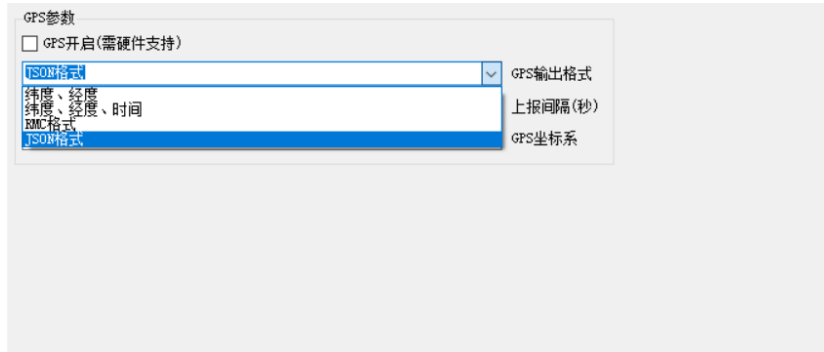 GPS参数
GPS开启(需硬件支持)
JSON格式 GPS输出格式
纬度、经度
纬度、经度、时间 上报间隔(秒)
RMC格式
JSON格式 GPS坐标系